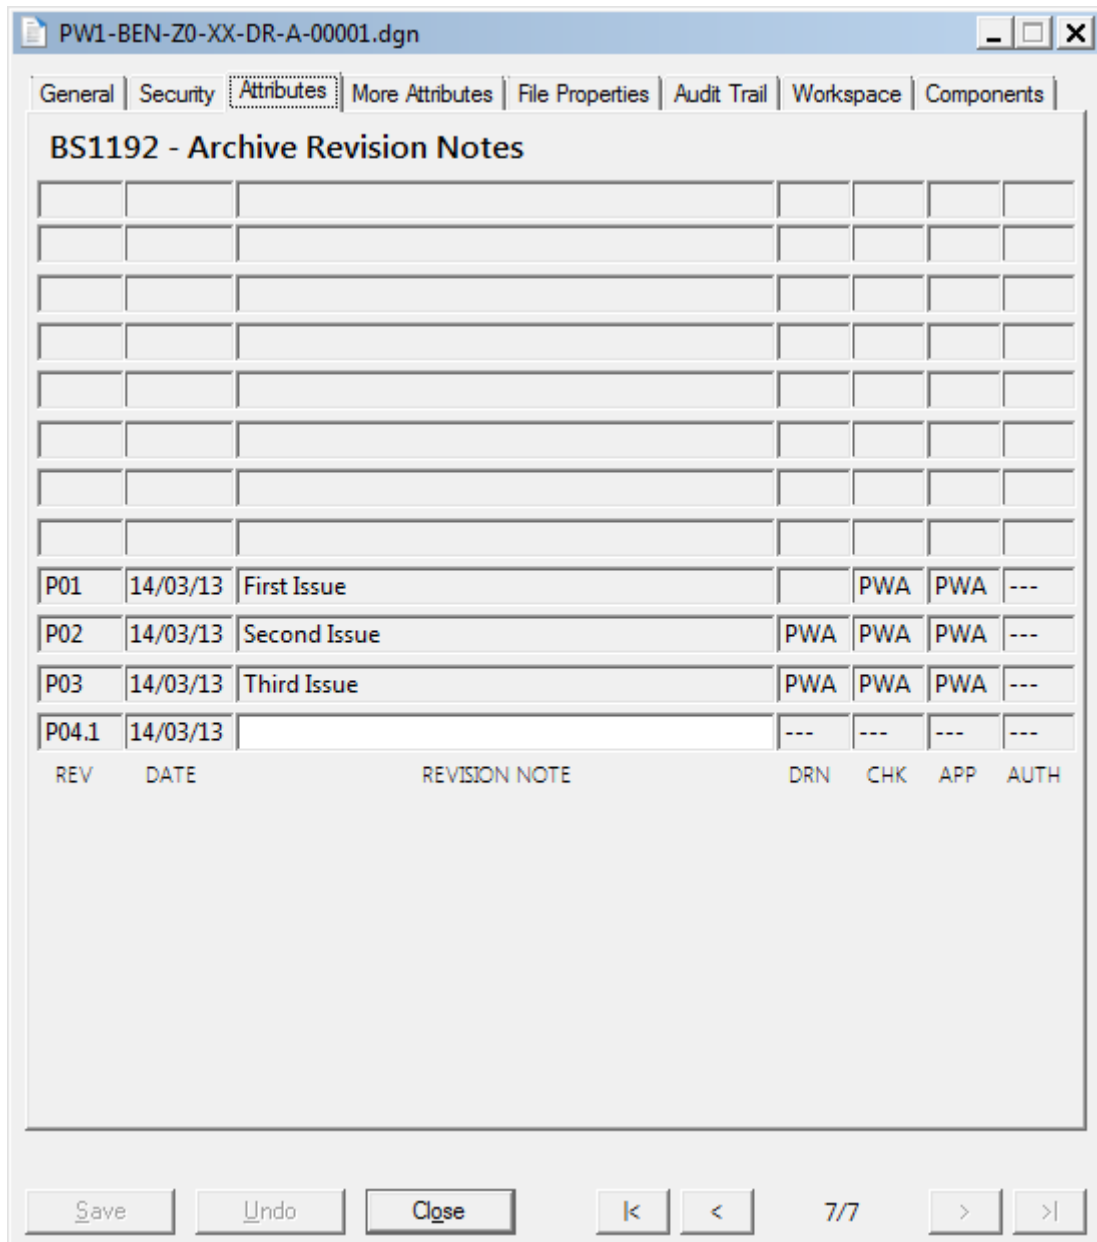 PW1-BEN-Z0-XX-DR-A-00001.dgn
General Security Attributes More Attributes File Properties Audit Trail Workspace Components
BS1192 - Archive Revision Notes
P01 14/03/13 First Issue PWA PWA ---
P02 14/03/13 Second Issue PWA PWA PWA ---
P03 14/03/13 Third Issue PWA PWA PWA ---
P04.1 14/03/13 --- --- --- ---
REV DATE REVISION NOTE DRN CHK APP AUTH
Save Undo Close |< < 7/7 > >|